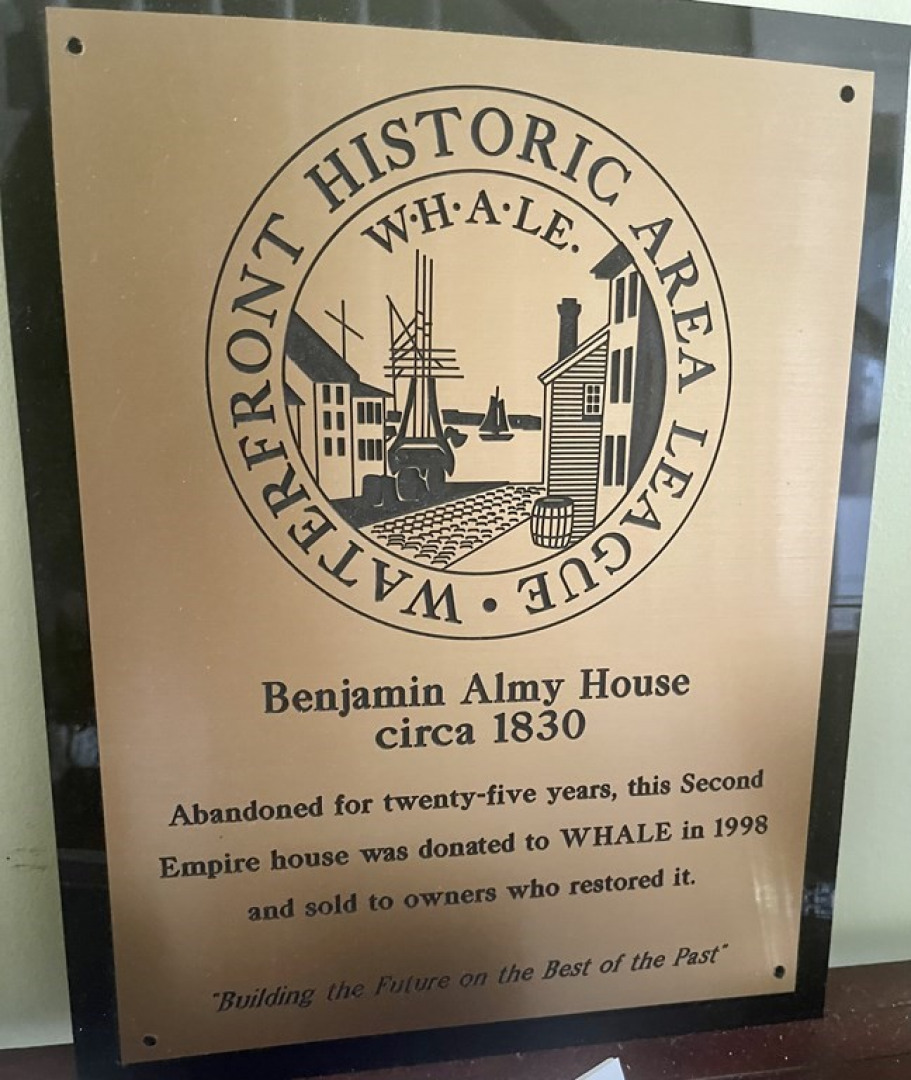 WATERFRONT HISTORIC AREA LEAGUE •
W·H·A·L·E.
Benjamin Almy House
circa 1830
Abandoned for twenty-five years, this Second
Empire house was donated to WHALE in 1998
and sold to owners who restored it.
"Building the Future on the Best of the Past"